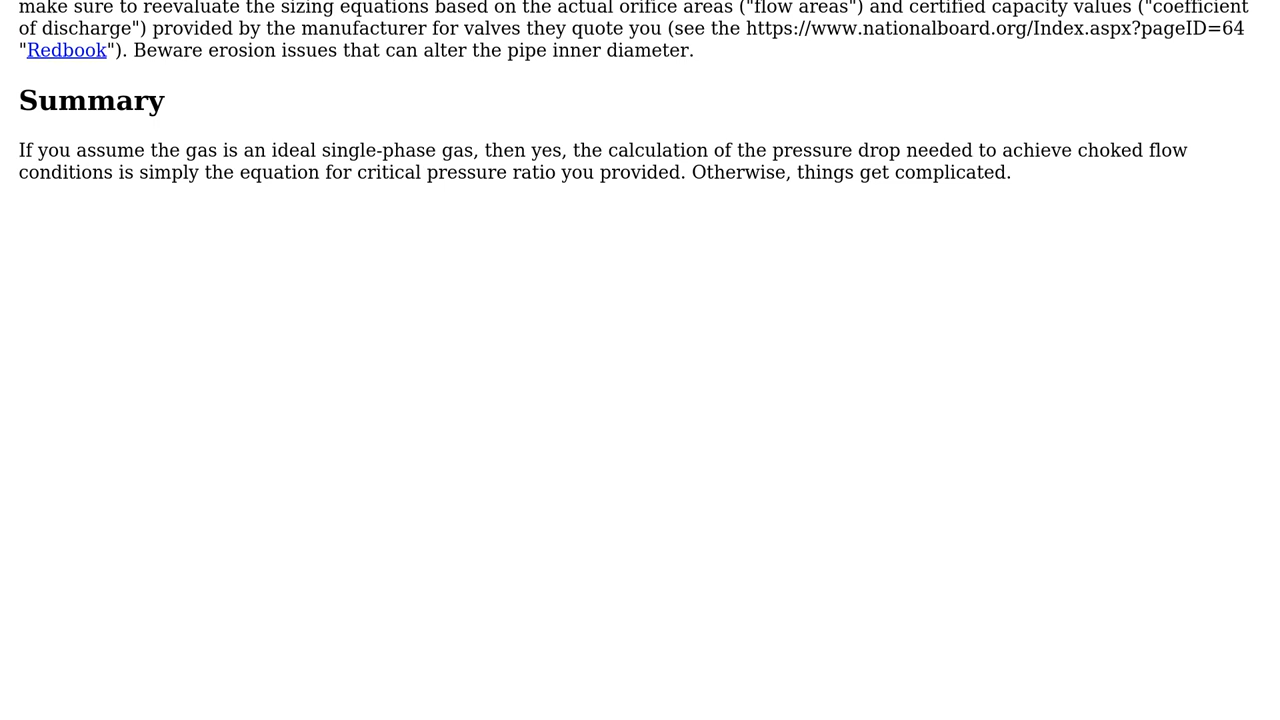 make sure to reevaluate the sizing equations based on the actual orifice areas ("flow areas") and certified capacity values ("coefficient
of discharge") provided by the manufacturer for valves they quote you (see the https://www.nationalboard.org/Index.aspx?pageID=64
"Redbook"). Beware erosion issues that can alter the pipe inner diameter.
Summary
If you assume the gas is an ideal single-phase gas, then yes, the calculation of the pressure drop needed to achieve choked flow
conditions is simply the equation for critical pressure ratio you provided. Otherwise, things get complicated.